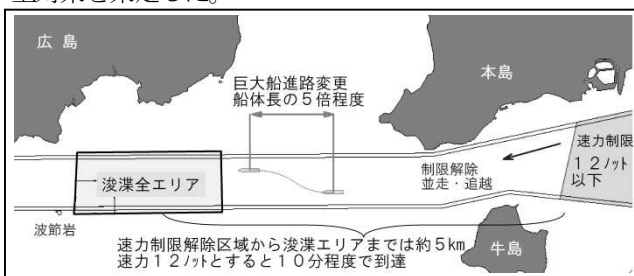 広 島
本島
巨大船進路変更
船体長の５倍程度
速力制限
１２ﾉｯﾄ
以下
制限解除
並走・追越
浚渫全エリア
波節岩
牛島
速力制限解除区域から浚渫エリアまでは約５km
速力１２ﾉｯﾄとすると１０分程度で到達